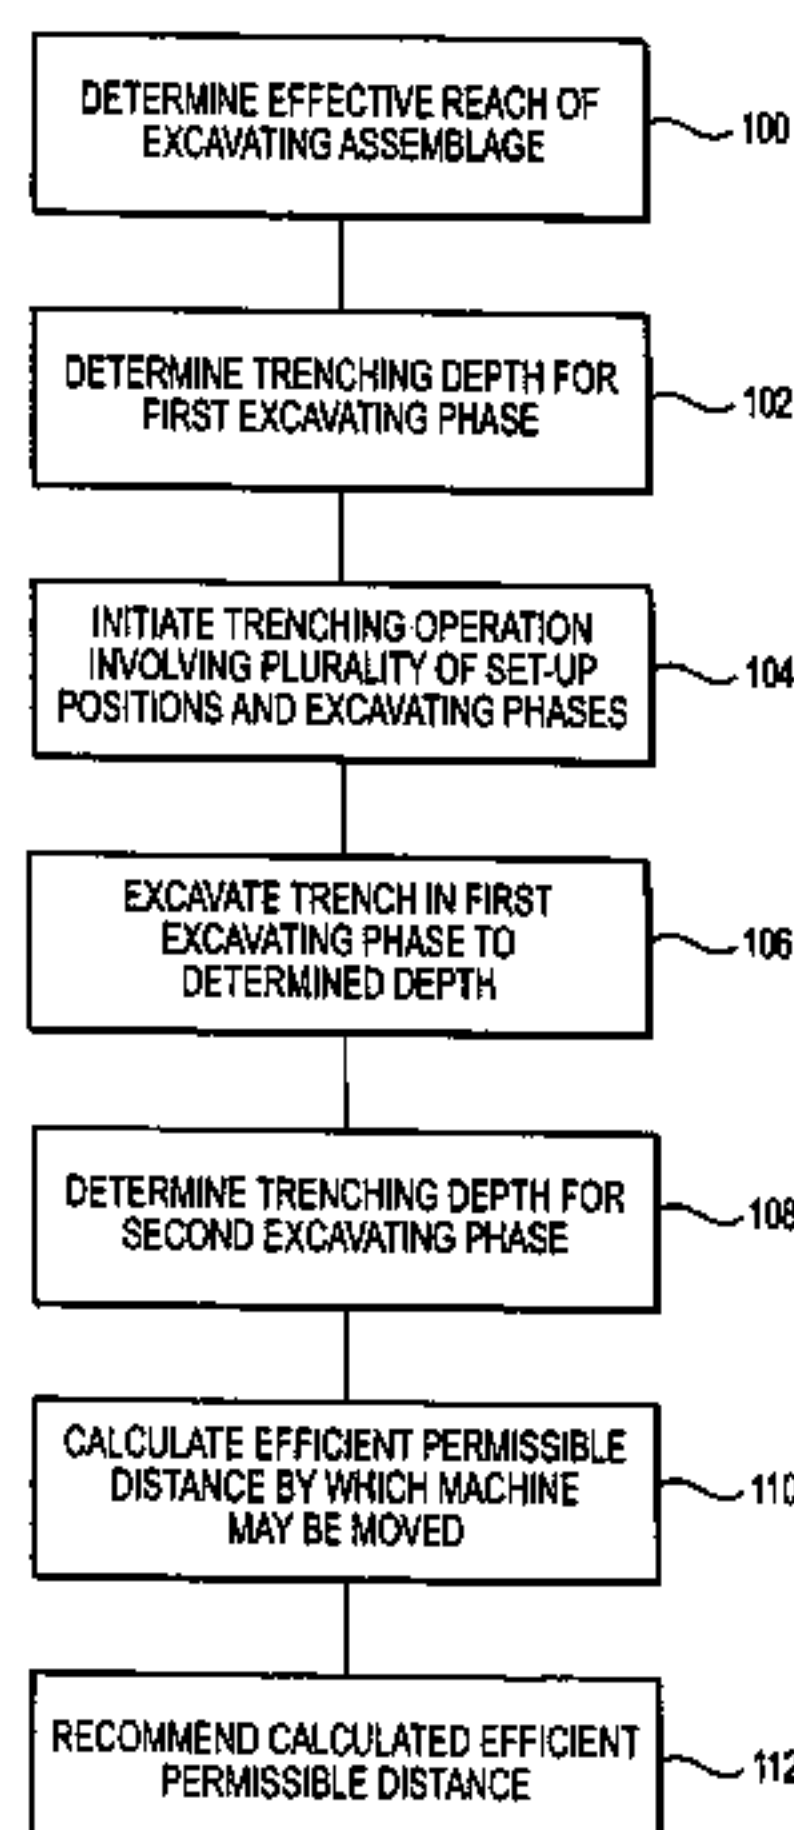 DETERMINE EFFECTIVE REACH OF
EXCAVATING ASSEMBLAGE
100
DETERMINE TRENCHING DEPTH FOR
FIRST EXCAVATING PHASE
102
INITIATE TRENCHING OPERATION
INVOLVING PLURALITY OF SET-UP
POSITIONS AND EXCAVATING PHASES
104
EXCAVATE TRENCH IN FIRST
EXCAVATING PHASE TO
DETERMINED DEPTH
106
DETERMINE TRENCHING DEPTH FOR
SECOND EXCAVATING PHASE
108
CALCULATE EFFICIENT PERMISSIBLE
DISTANCE BY WHICH MACHINE
MAY BE MOVED
110
RECOMMEND CALCULATED EFFICIENT
PERMISSIBLE DISTANCE
112